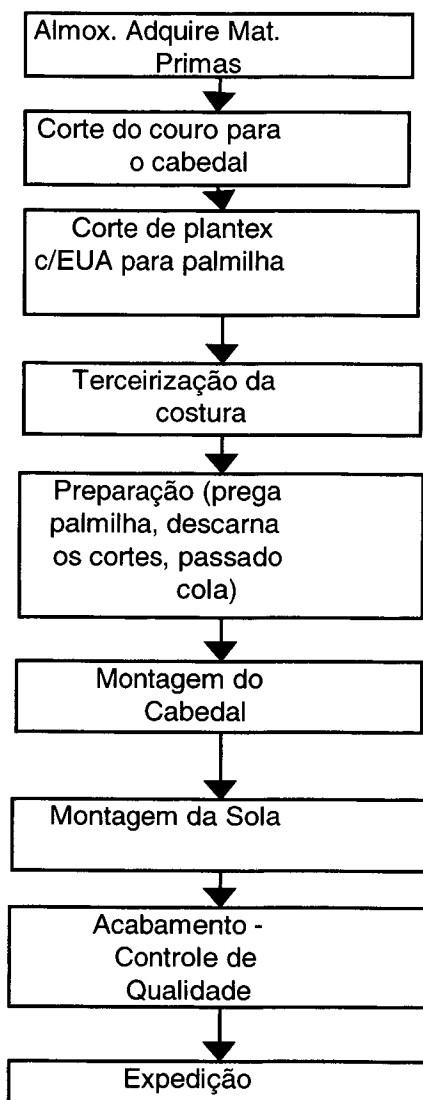 Almox. Adquire Mat.
Primas
Corte do couro para
o cabedal
Corte de plantex
c/EUA para palmilha
Terceirização da
costura
Preparação (prega
palmilha, descarna
os cortes, passado
cola)
Montagem do
Cabedal
Montagem da Sola
Acabamento -
Controle de
Qualidade
Expedição